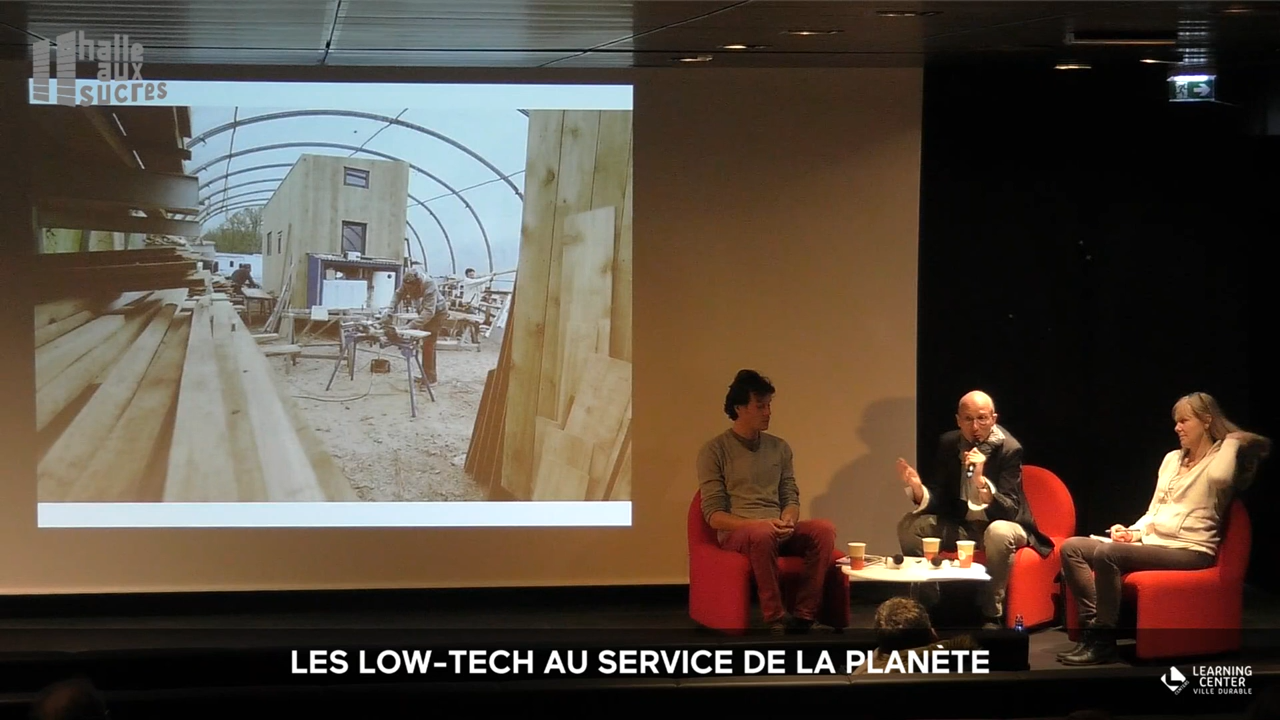 halle
aux
sucres
LES LOW-TECH AU SERVICE DE LA PLANÈTE
LEARNING
CENTER
VILLE DURABLE